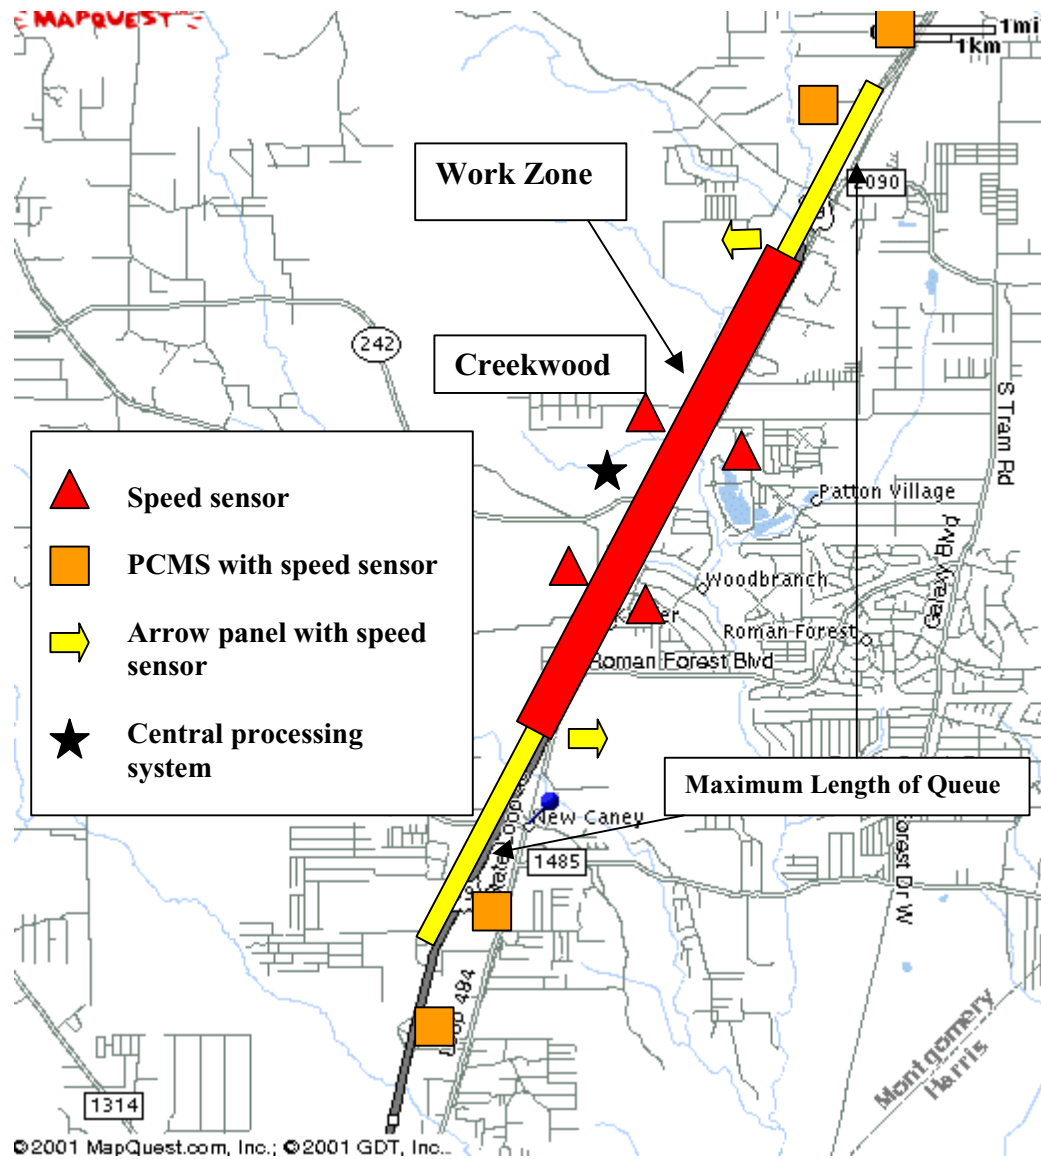 MAPQUEST
1mi
1km
Work Zone
2090
242
Creekwood
S Tram Rd
Speed sensor
Patton Village
PCMS with speed sensor
Woodbranch
Galaxy Blvd
Arrow panel with speed
sensor
Roman Forest
Roman Forest Blvd
Central processing
system
Maximum Length of Queue
New Caney
1485
Forest Dr W
494
Montgomery
Harris
1314
©2001 MapQuest.com, Inc.; ©2001 GDT, Inc.